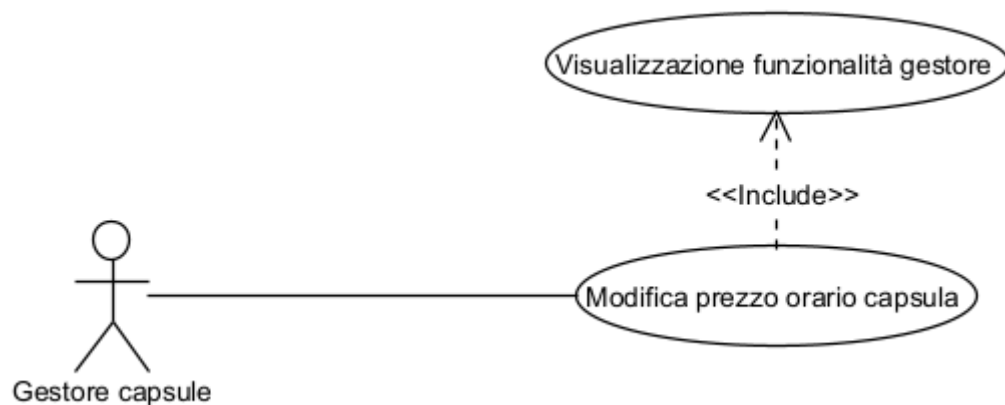 Visualizzazione funzionalità gestore
<<Include>>
Modifica prezzo orario capsula
Gestore capsule